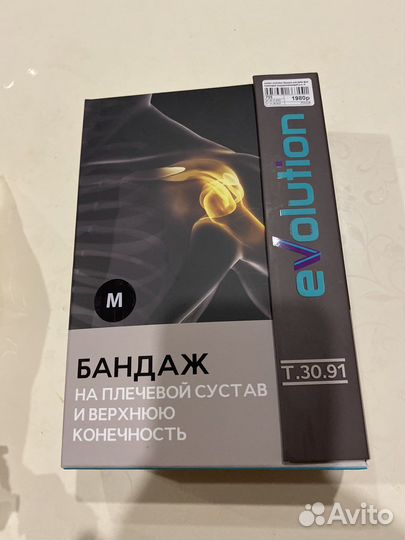 1980р
evolution
M
БАНДАЖ
НА ПЛЕЧЕВОЙ СУСТАВ
И ВЕРХНЮЮ
КОНЕЧНОСТЬ
Т.30.91
Avito